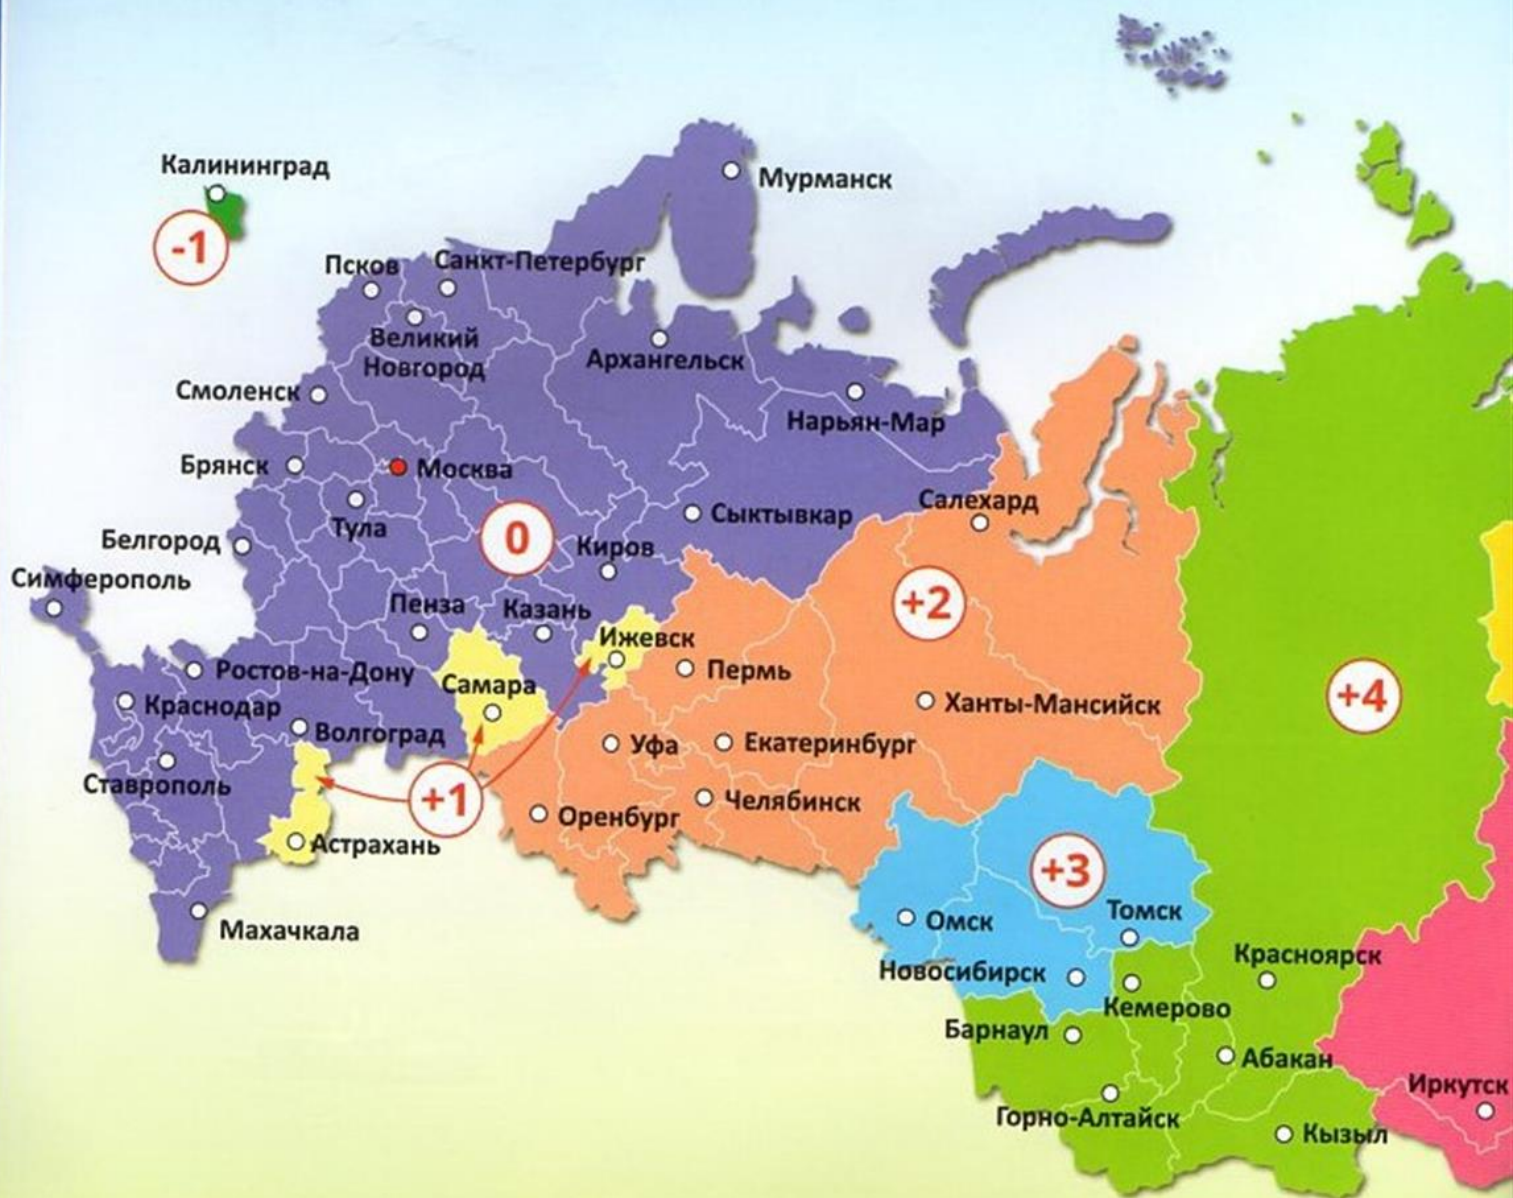 Калининград
-1
Мурманск
Псков
Санкт-Петербург
Великий
Новгород
Архангельск
Смоленск
Нарьян-Мар
Брянск
Москва
Салехард
Тула
Сыктывкар
Белгород
0
Киров
Симферополь
Пенза
Казань
+2
Ижевск
Ростов-на-Дону
Самара
Пермь
+4
Краснодар
Ханты-Мансийск
Волгоград
Уфа
Екатеринбург
Ставрополь
+1
Оренбург
Челябинск
Астрахань
+3
Махачкала
Омск
Томск
Новосибирск
Красноярск
Кемерово
Барнаул
Абакан
Иркутск
Горно-Алтайск
Кызыл